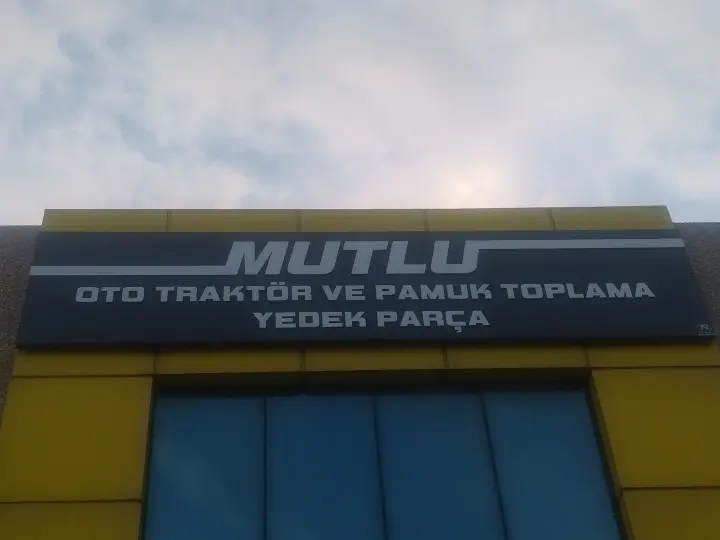 MUTLU
OTO TRAKTÖR VE PAMUK TOPLAMA
YEDEK PARÇA